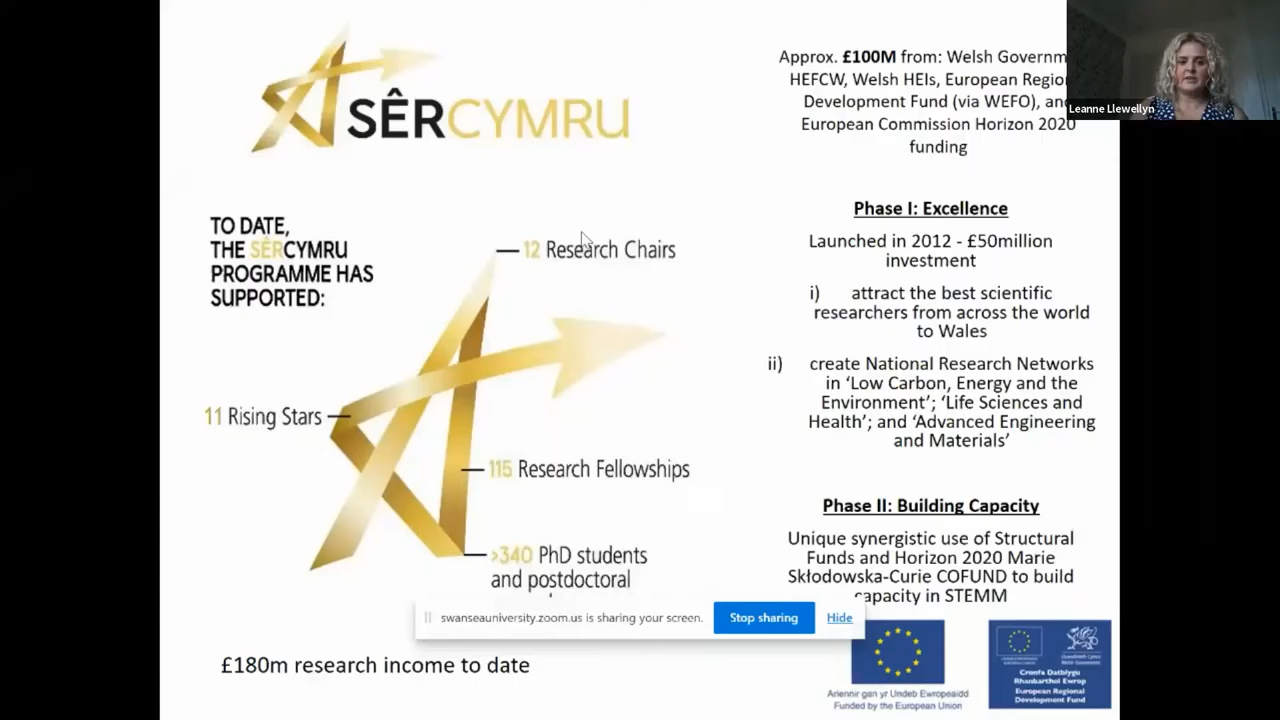 SÊRCYMRU
TO DATE,
THE SÊRCYMRU
PROGRAMME HAS
SUPPORTED:
12 Research Chairs
11 Rising Stars
115 Research Fellowships
>340 PhD students
and postdoctoral
£180m research income to date
Approx. £100M from: Welsh Governm
HEFCW, Welsh HEIs, European Regio
Development Fund (via WEFO), an
European Commission Horizon 2020
funding
Phase I: Excellence
Launched in 2012 - £50million
investment
i) attract the best scientific
researchers from across the world
to Wales
ii) create National Research Networks
in ‘Low Carbon, Energy and the
Environment’; ‘Life Sciences and
Health’; and ‘Advanced Engineering
and Materials’
Phase II: Building Capacity
Unique synergistic use of Structural
Funds and Horizon 2020 Marie
Skłodowska-Curie COFUND to build
capacity in STEMM
swanseauniversity.zoom.us is sharing your screen.
Stop sharing
Hide
Ariennir gan yr Undeb Ewropeaidd
Funded by the European Union
Cronfa Datblygu
Rhanbarthol Ewrop
European Regional
Development Fund
Leanne Llewellyn